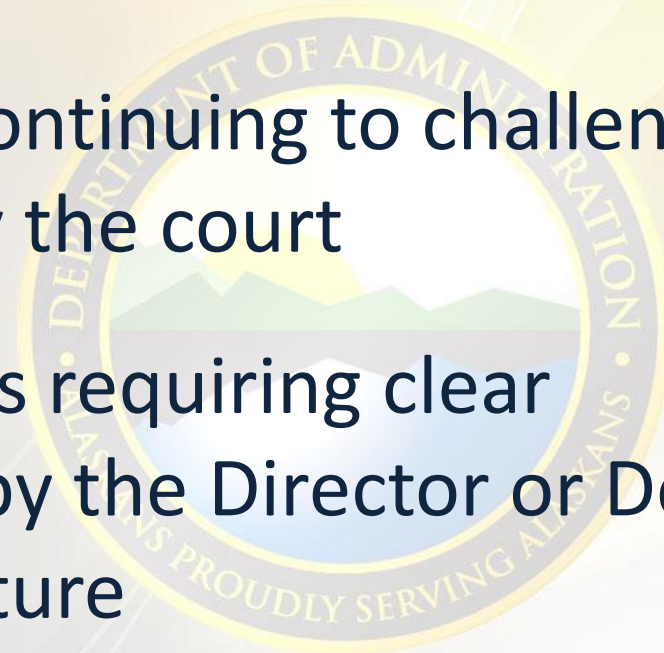 DEPARTMENT OF ADMINISTRATION
ontinuing to challen
the court
s requiring clear
by the Director or D
ture
• ALASKANS PROUDLY SERVING ALASKANS •